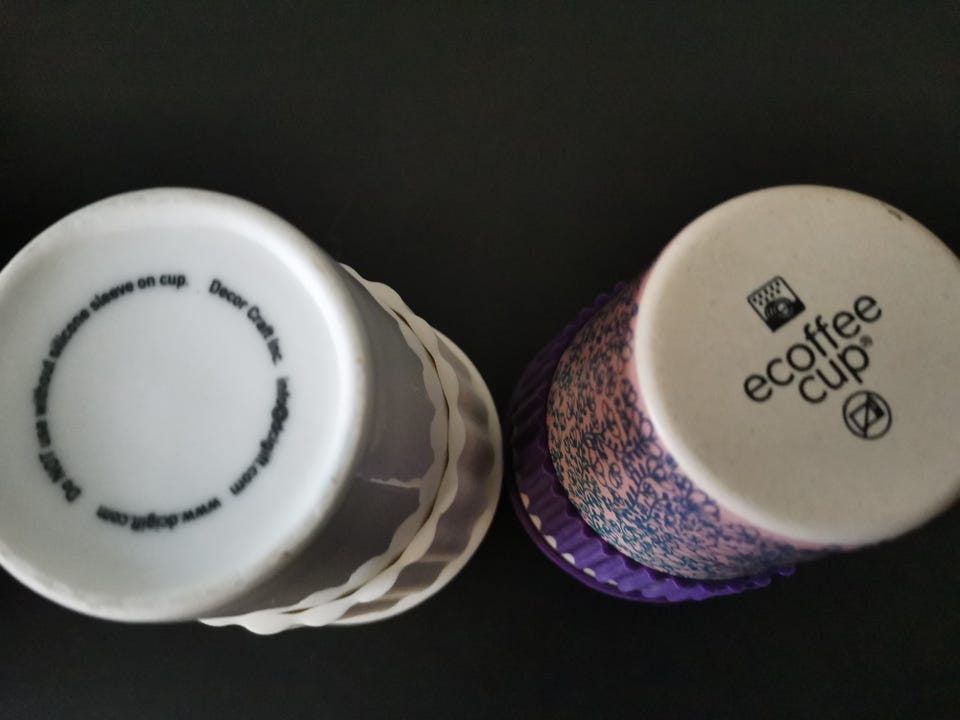 Do NOT use without silicone sleeve on cup.
Decor Craft Inc.
info@dcigift.com
www.dcigift.com
ecoffee
cup®